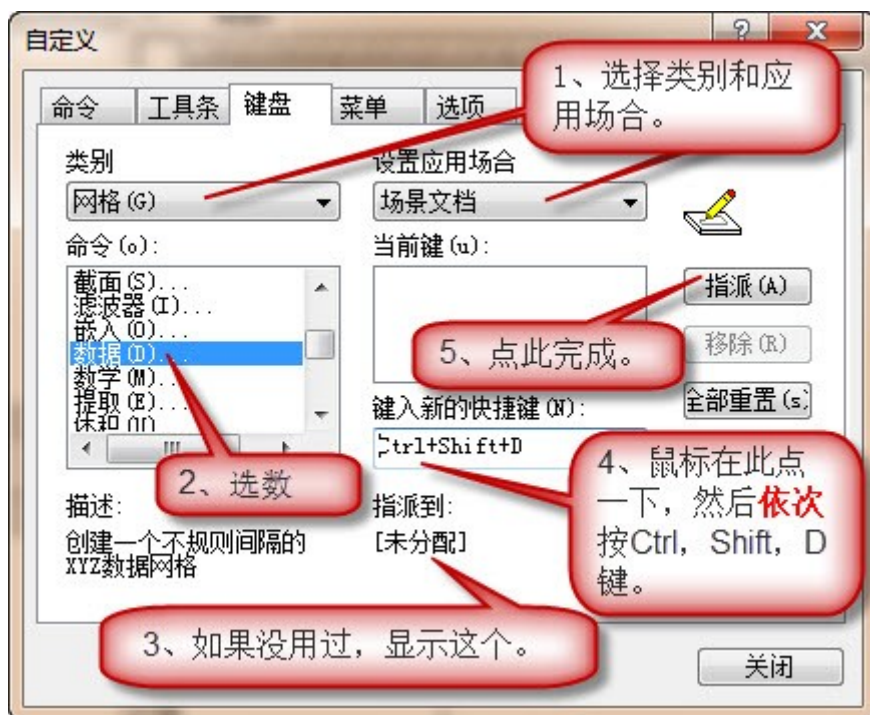 自定义
1、选择类别和应
用场合。
命令 工具条 键盘 菜单 选项
类别 设置应用场合
网格(G) 场景文档
命令(o): 当前键(u):
截面(S)...
滤波器(I)...
嵌入(O)...
数据(D)...
数学(M)...
提取(E)...
指派(A)
5、点此完成。
移除(R)
键入新的快捷键(N):
全部重置(s)
Ctrl+Shift+D
2、选数
4、鼠标在此点
一下，然后依次
按Ctrl，Shift，D
键。
描述: 指派到:
创建一个不规则间隔的 [未分配]
XYZ数据网格
3、如果没用过，显示这个。
关闭